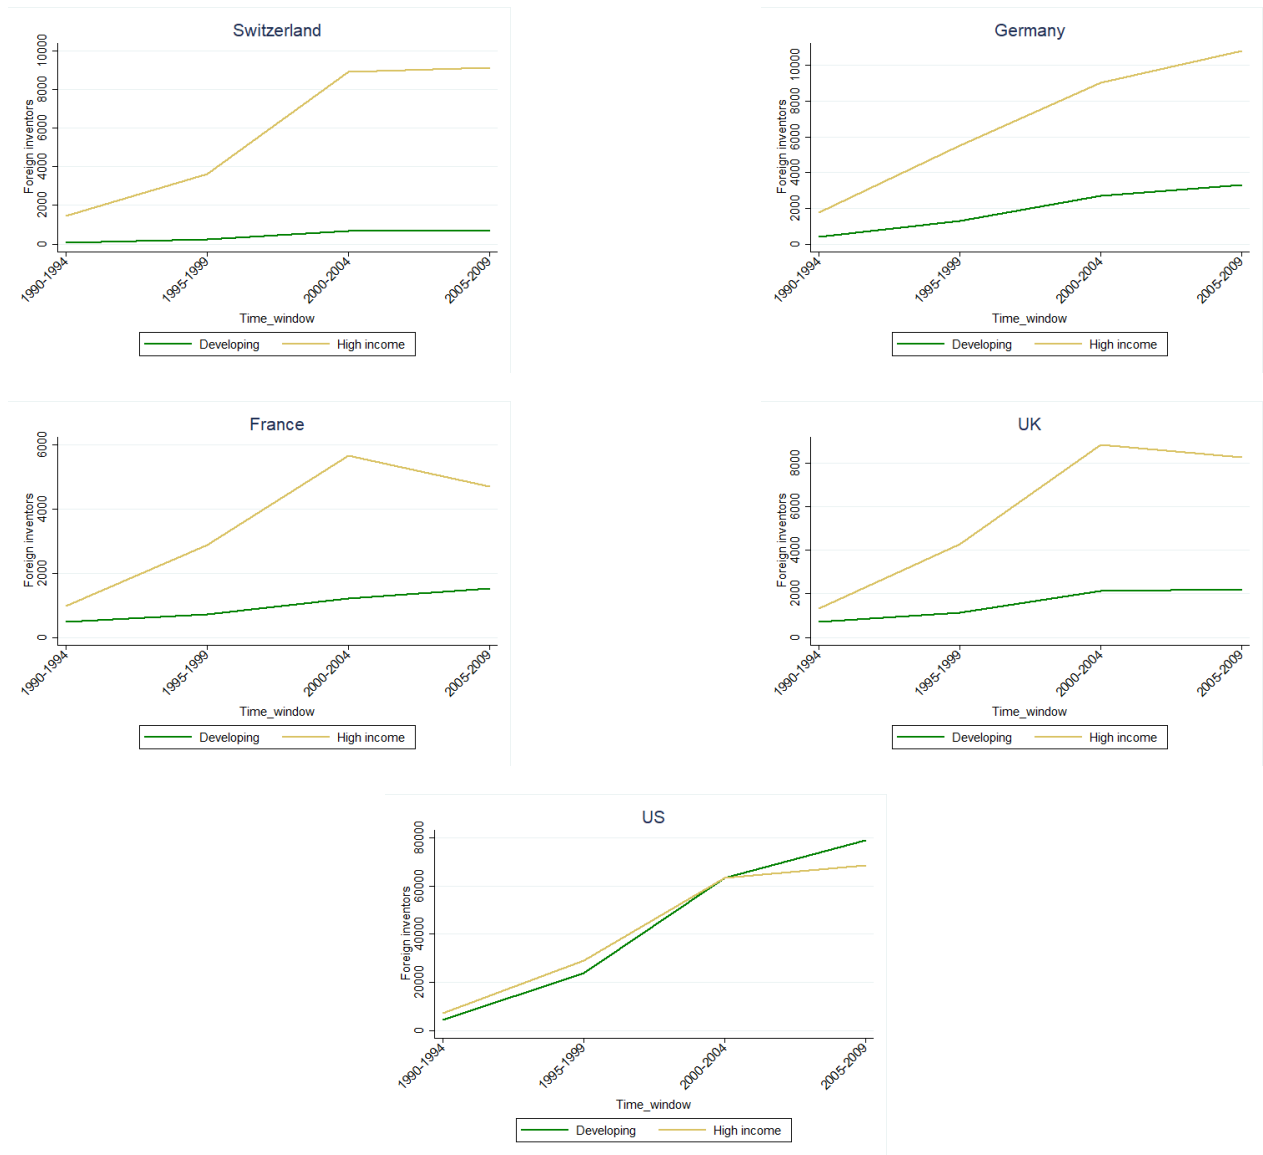 Switzerland
Foreign inventors
10000
8000
6000
4000
2000
0
1990-1994
1995-1999
2000-2004
2005-2009
Time_window
Developing High income
Germany
Foreign inventors
10000
8000
6000
4000
2000
0
1990-1994
1995-1999
2000-2004
2005-2009
Time_window
Developing High income
France
Foreign inventors
6000
4000
2000
0
1990-1994
1995-1999
2000-2004
2005-2009
Time_window
Developing High income
UK
Foreign inventors
8000
6000
4000
2000
0
1990-1994
1995-1999
2000-2004
2005-2009
Time_window
Developing High income
US
Foreign inventors
80000
60000
40000
20000
0
1990-1994
1995-1999
2000-2004
2005-2009
Time_window
Developing High income